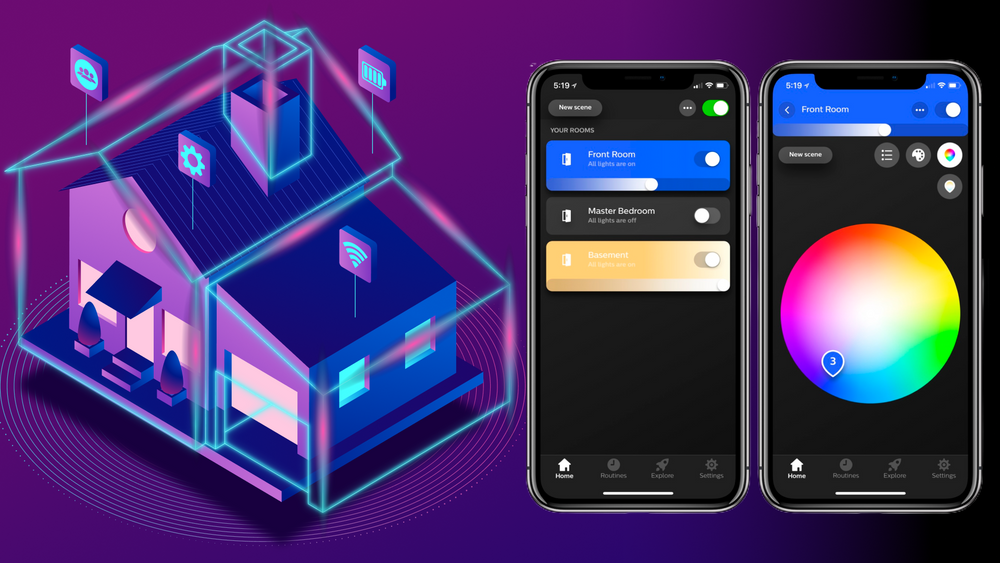 5:19
New scene
YOUR ROOMS
Front Room
All lights are on
Master Bedroom
All lights are off
Basement
All lights are on
Home
Routines
Explore
Settings
5:19
Front Room
New scene
3
Home
Routines
Explore
Settings